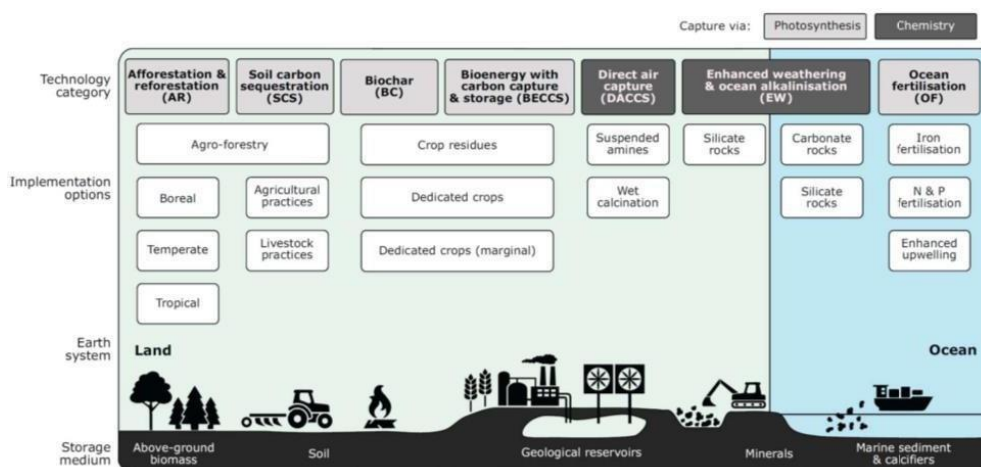 Capture via:
Photosynthesis
Chemistry
Technology
category
Afforestation &
reforestation (AR)
Soil carbon
sequestration
(SCS)
Biochar
(BC)
Bioenergy with
carbon capture
& storage (BECCS)
Direct air
capture
(DACCS)
Enhanced weathering
& ocean alkalinisation
(EW)
Ocean
fertilisation
(OF)
Implementation
options
Agro-forestry
Crop residues
Suspended
amines
Silicate
rocks
Carbonate
rocks
Iron
fertilisation
Boreal
Agricultural
practices
Dedicated crops
Wet
calcination
Silicate
rocks
N & P
fertilisation
Temperate
Livestock
practices
Dedicated crops (marginal)
Enhanced
upwelling
Tropical
Earth
system
Land
Ocean
Storage
medium
Above-ground
biomass
Soil
Geological reservoirs
Minerals
Marine sediment
& calcifiers